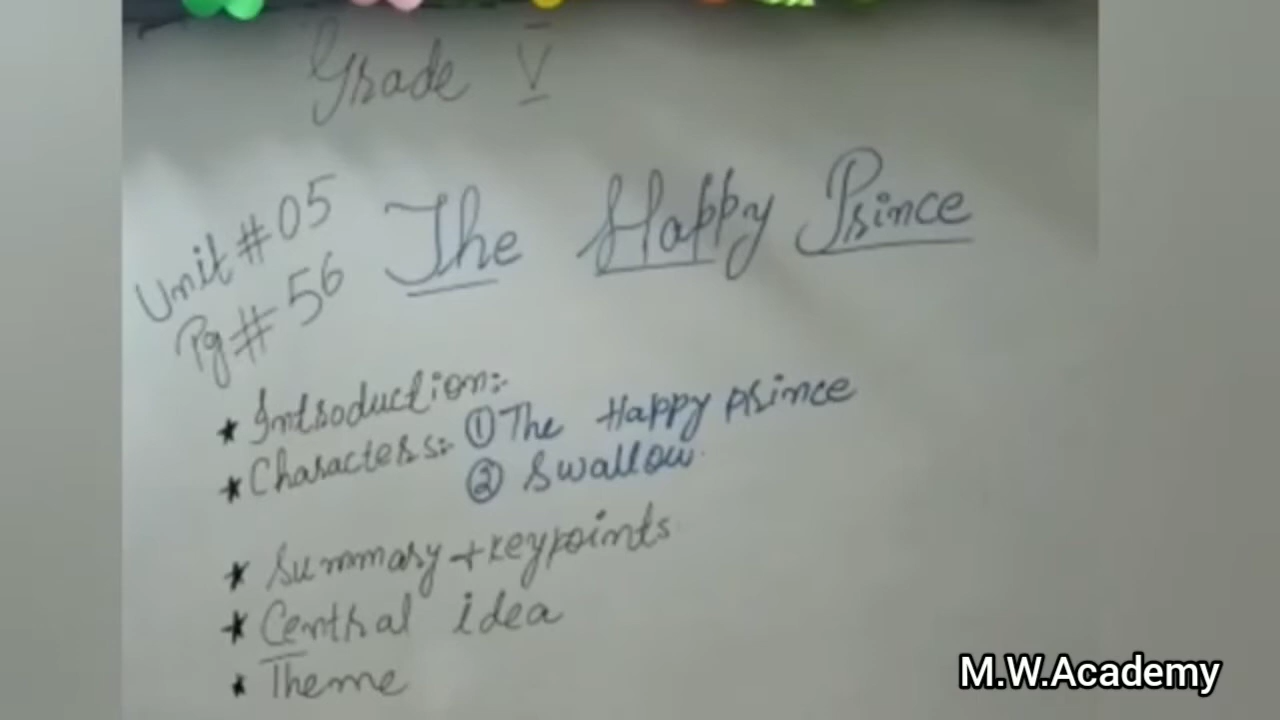 Grade V
Unit # 05
Pg # 56
The Happy Prince
* Introduction:-
* Characters:- ① The Happy prince
② Swallow.
* Summary + keypoints
* Central idea
* Theme
M.W.Academy